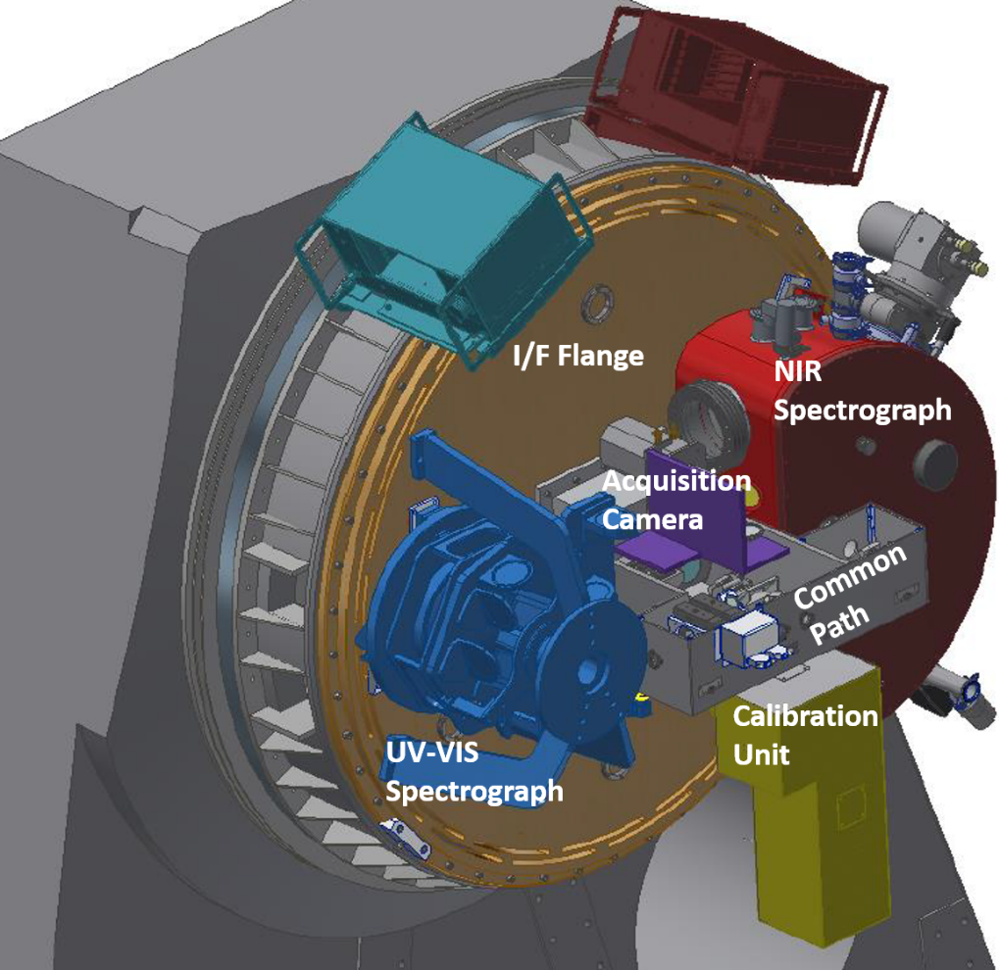 I/F Flange
NIR
Spectrograph
Acquisition
Camera
Common
Path
Calibration
Unit
UV-VIS
Spectrograph